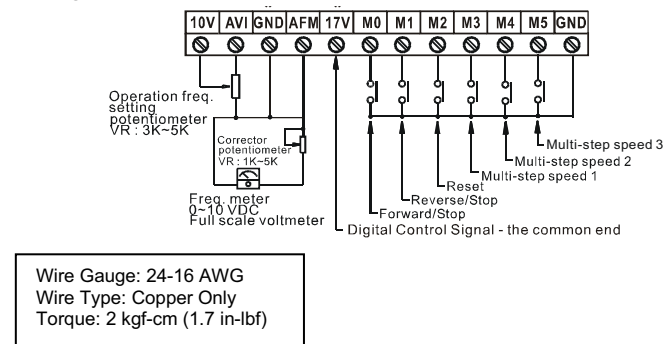 10V AVI GND AFM 17V M0 M1 M2 M3 M4 M5 GND
Operation freq.
setting
potentiometer
VR : 3K~5K
Corrector
potentiometer
VR : 1K~5K
Freq. meter
0~10 VDC
Full scale voltmeter
Multi-step speed 3
Multi-step speed 2
Multi-step speed 1
Reset
Reverse/Stop
Forward/Stop
Digital Control Signal - the common end
Wire Gauge: 24-16 AWG
Wire Type: Copper Only
Torque: 2 kgf-cm (1.7 in-lbf)